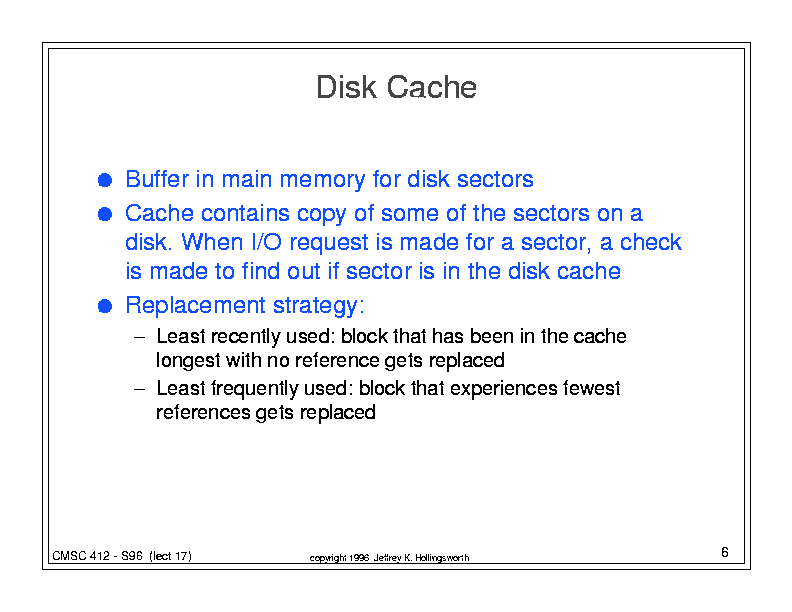 Disk Cache
● Buffer in main memory for disk sectors
● Cache contains copy of some of the sectors on a
disk. When I/O request is made for a sector, a check
is made to find out if sector is in the disk cache
● Replacement strategy:
– Least recently used: block that has been in the cache
longest with no reference gets replaced
– Least frequently used: block that experiences fewest
references gets replaced
CMSC 412 - S96 (lect 17)
copyright 1996 Jeffrey K. Hollingsworth
6